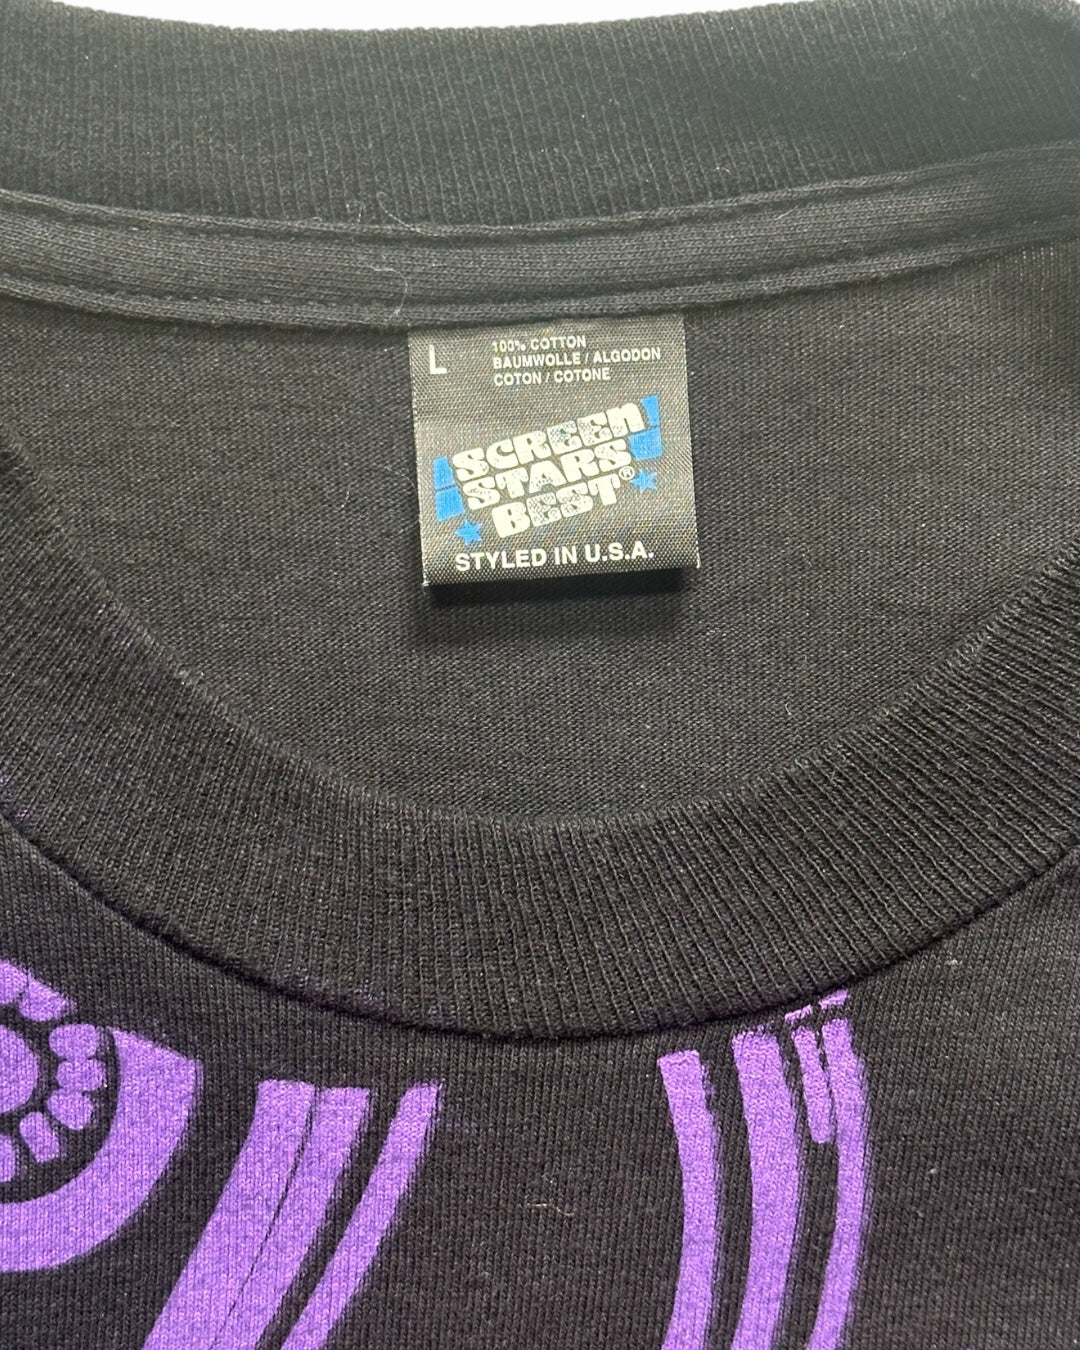 L
100% COTTON
BAUMWOLLE / ALGODON
COTON / COTONE
SCREEN
STARS
BEST®
STYLED IN U.S.A.